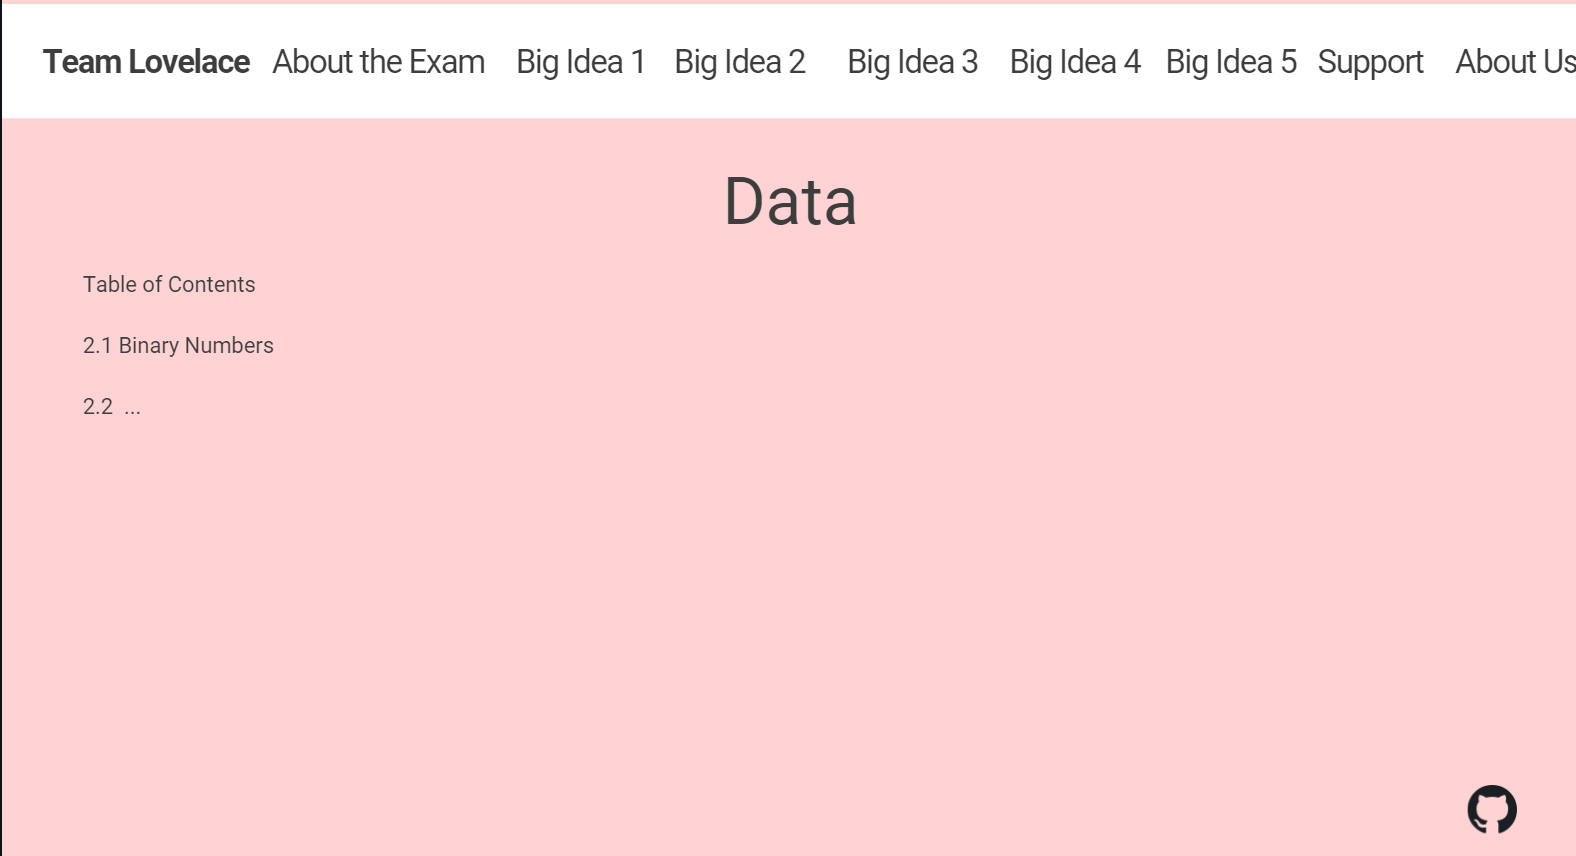 Team Lovelace About the Exam Big Idea 1 Big Idea 2 Big Idea 3 Big Idea 4 Big Idea 5 Support About Us
Data
Table of Contents
2.1 Binary Numbers
2.2 ...